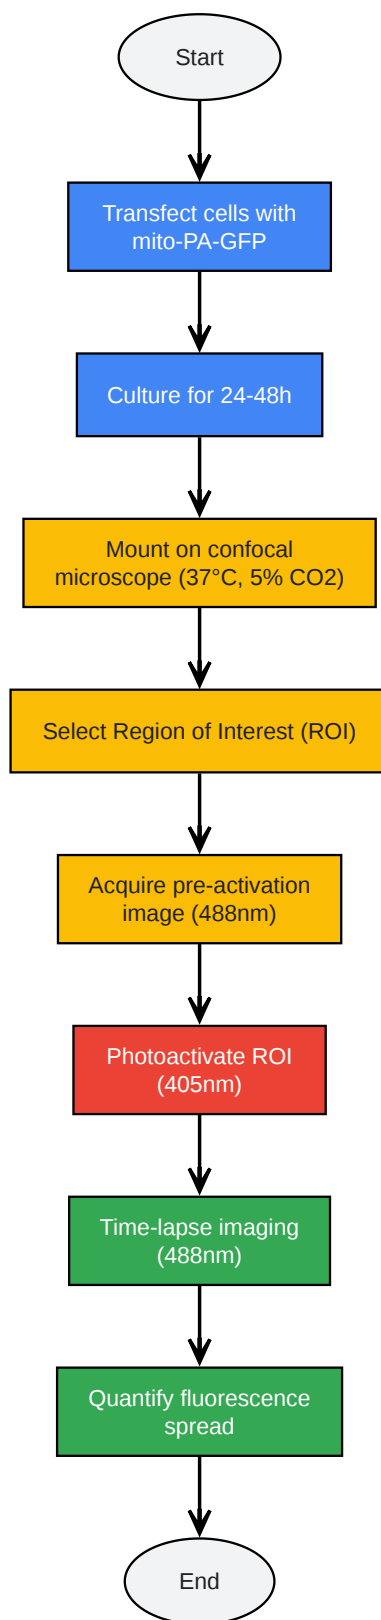 Start
Transfect cells with
mito-PA-GFP
Culture for 24-48h
Mount on confocal
microscope (37°C, 5% CO2)
Select Region of Interest (ROI)
Acquire pre-activation
image (488nm)
Photoactivate ROI
(405nm)
Time-lapse imaging
(488nm)
Quantify fluorescence
spread
End